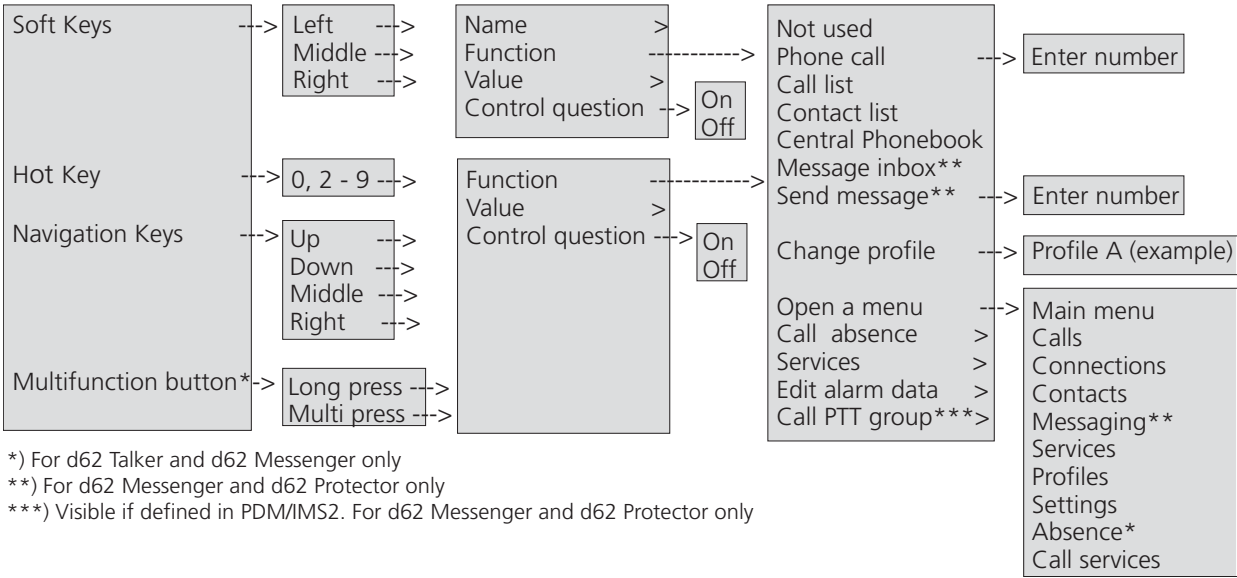 Soft Keys --->
Left --->
Middle --->
Right --->
Name >
Function ------------>
Value >
Control question -->
On
Off
Not used
Phone call --->
Enter number
Call list
Contact list
Central Phonebook
Message inbox**
Send message** --->
Enter number
Change profile --->
Profile A (example)
Open a menu --->
Call absence >
Services >
Edit alarm data >
Call PTT group***>
Main menu
Calls
Connections
Contacts
Messaging**
Services
Profiles
Settings
Absence*
Call services
Hot Key --->
0, 2 - 9 --->
Function ------------>
Value >
Control question --->
On
Off
Navigation Keys --->
Up --->
Down --->
Middle --->
Right --->
Multifunction button*->
Long press --->
Multi press --->
*) For d62 Talker and d62 Messenger only
**) For d62 Messenger and d62 Protector only
***) Visible if defined in PDM/IMS2. For d62 Messenger and d62 Protector only